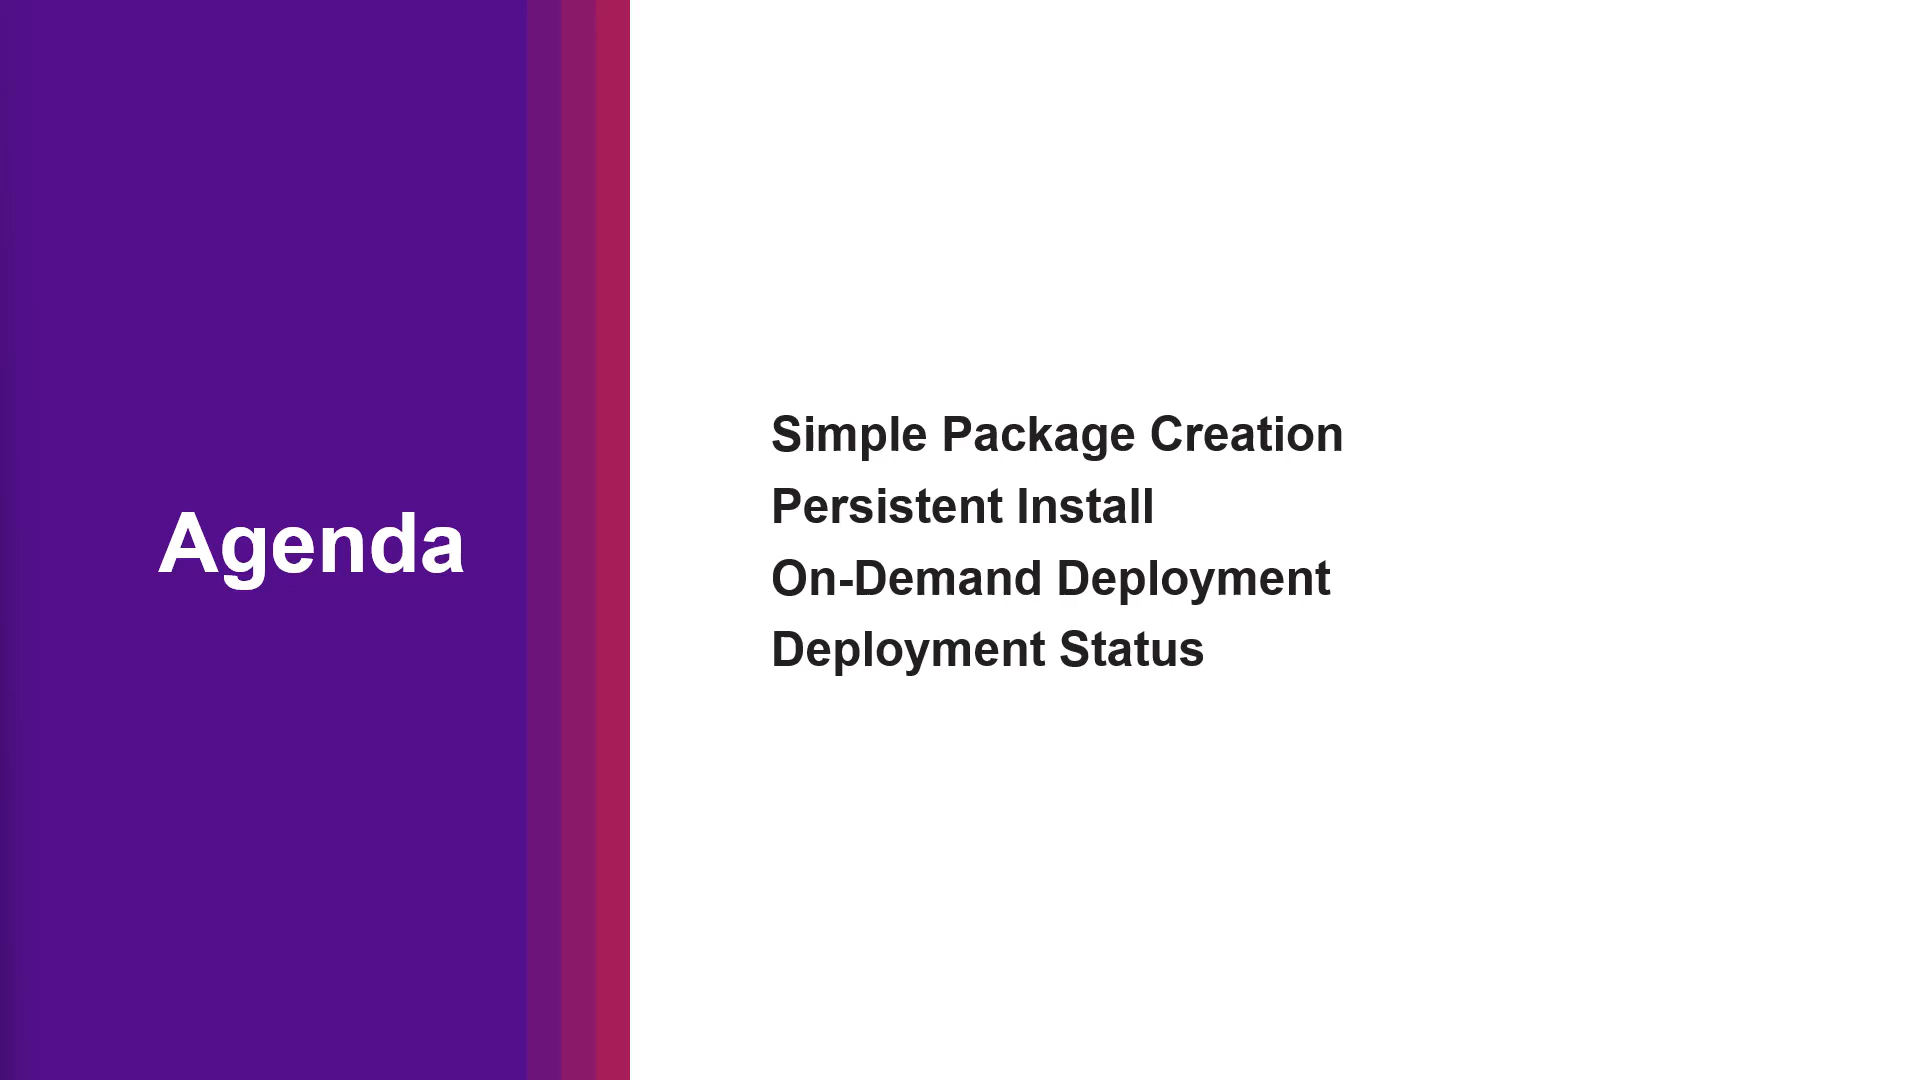 Agenda
Simple Package Creation
Persistent Install
On-Demand Deployment
Deployment Status